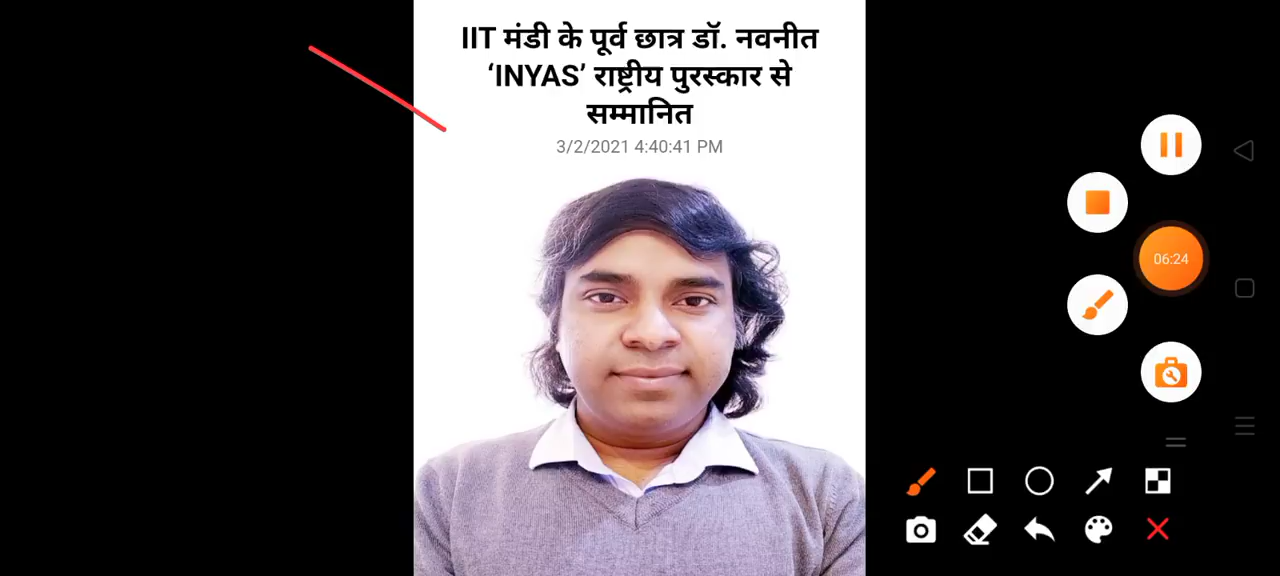 IIT मंडी के पूर्व छात्र डॉ. नवनीत
‘INYAS’ राष्ट्रीय पुरस्कार से
सम्मानित
3/2/2021 4:40:41 PM
06:24